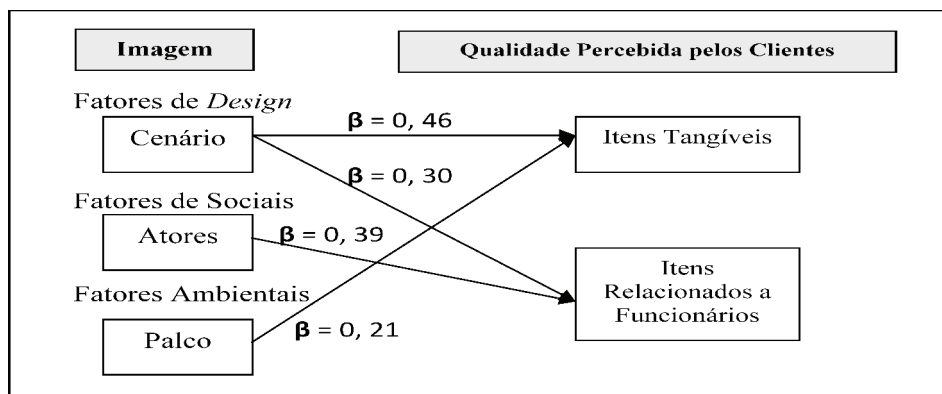 Imagem
Qualidade Percebida pelos Clientes
Fatores de Design
Cenário
β = 0, 46
Itens Tangíveis
β = 0, 30
Fatores de Sociais
Atores
β = 0, 39
Itens
Relacionados a
Funcionários
Fatores Ambientais
Palco
β = 0, 21